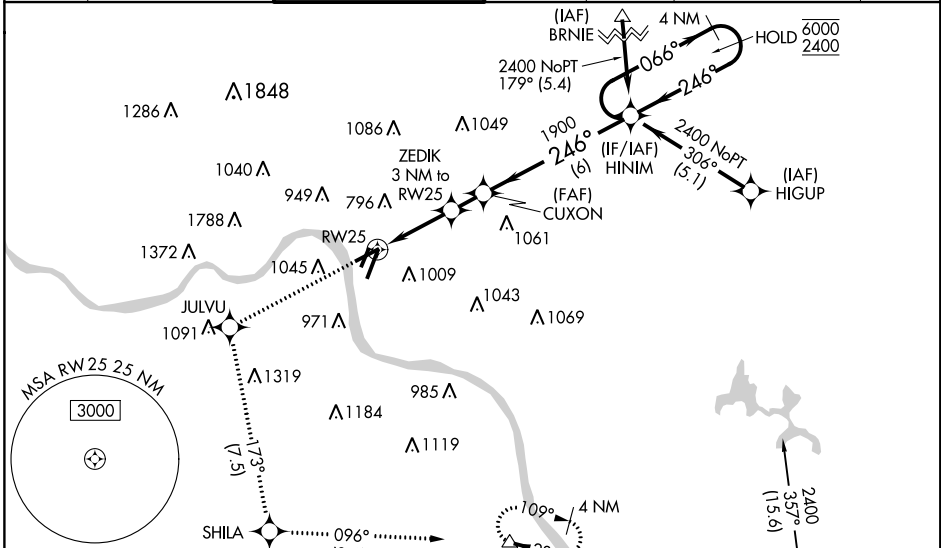 (IAF)
BRNIE
4 NM
HOLD
6000
2400
2400 NoPT
179° (5.4)
066°
246°
1286
1848
1086
1049
1900
246°
(6)
(IF/IAF)
HINIM
2400 NoPT
306°
(5.1)
(IAF)
HIGUP
ZEDIK
3 NM to
RW25
1040
949
796
(FAF)
CUXON
1788
RW25
1061
1372
1045
1009
JULVU
1091
971
1043
1069
MSA RW25 25 NM
3000
1319
985
1184
1119
173°
(7.5)
2400
357°
(15.6)
SHILA
096°
109°
4 NM